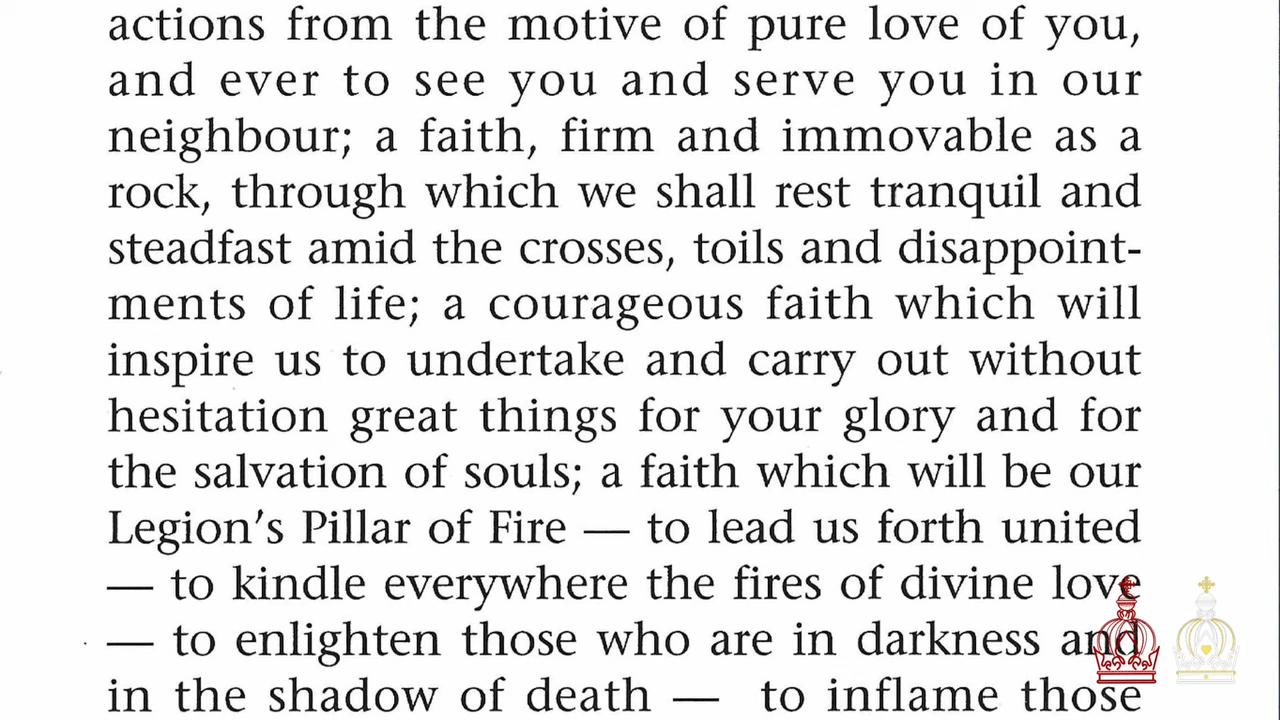 actions from the motive of pure love of you,
and ever to see you and serve you in our
neighbour; a faith, firm and immovable as a
rock, through which we shall rest tranquil and
steadfast amid the crosses, toils and disappoint-
ments of life; a courageous faith which will
inspire us to undertake and carry out without
hesitation great things for your glory and for
the salvation of souls; a faith which will be our
Legion’s Pillar of Fire — to lead us forth united
— to kindle everywhere the fires of divine love
— to enlighten those who are in darkness and
in the shadow of death — to inflame those